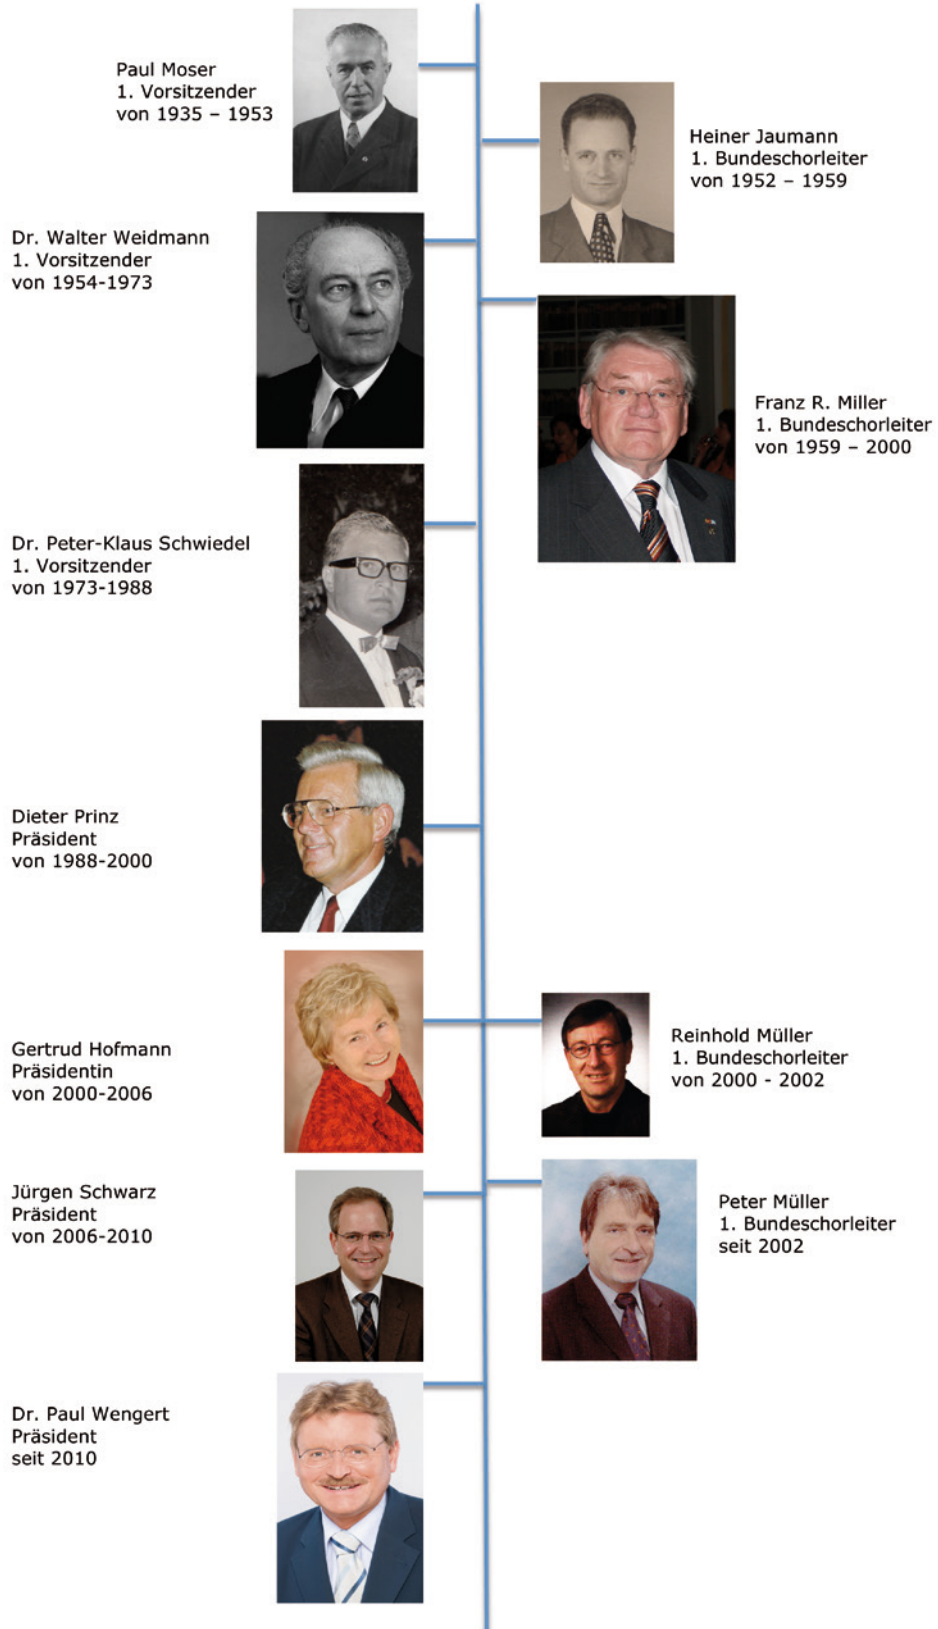 Paul Moser
1. Vorsitzender
von 1935 – 1953
Heiner Jaumann
1. Bundeschorleiter
von 1952 – 1959
Dr. Walter Weidmann
1. Vorsitzender
von 1954-1973
Franz R. Miller
1. Bundeschorleiter
von 1959 – 2000
Dr. Peter-Klaus Schwiedel
1. Vorsitzender
von 1973-1988
Dieter Prinz
Präsident
von 1988-2000
Gertrud Hofmann
Präsidentin
von 2000-2006
Reinhold Müller
1. Bundeschorleiter
von 2000 - 2002
Jürgen Schwarz
Präsident
von 2006-2010
Peter Müller
1. Bundeschorleiter
seit 2002
Dr. Paul Wengert
Präsident
seit 2010